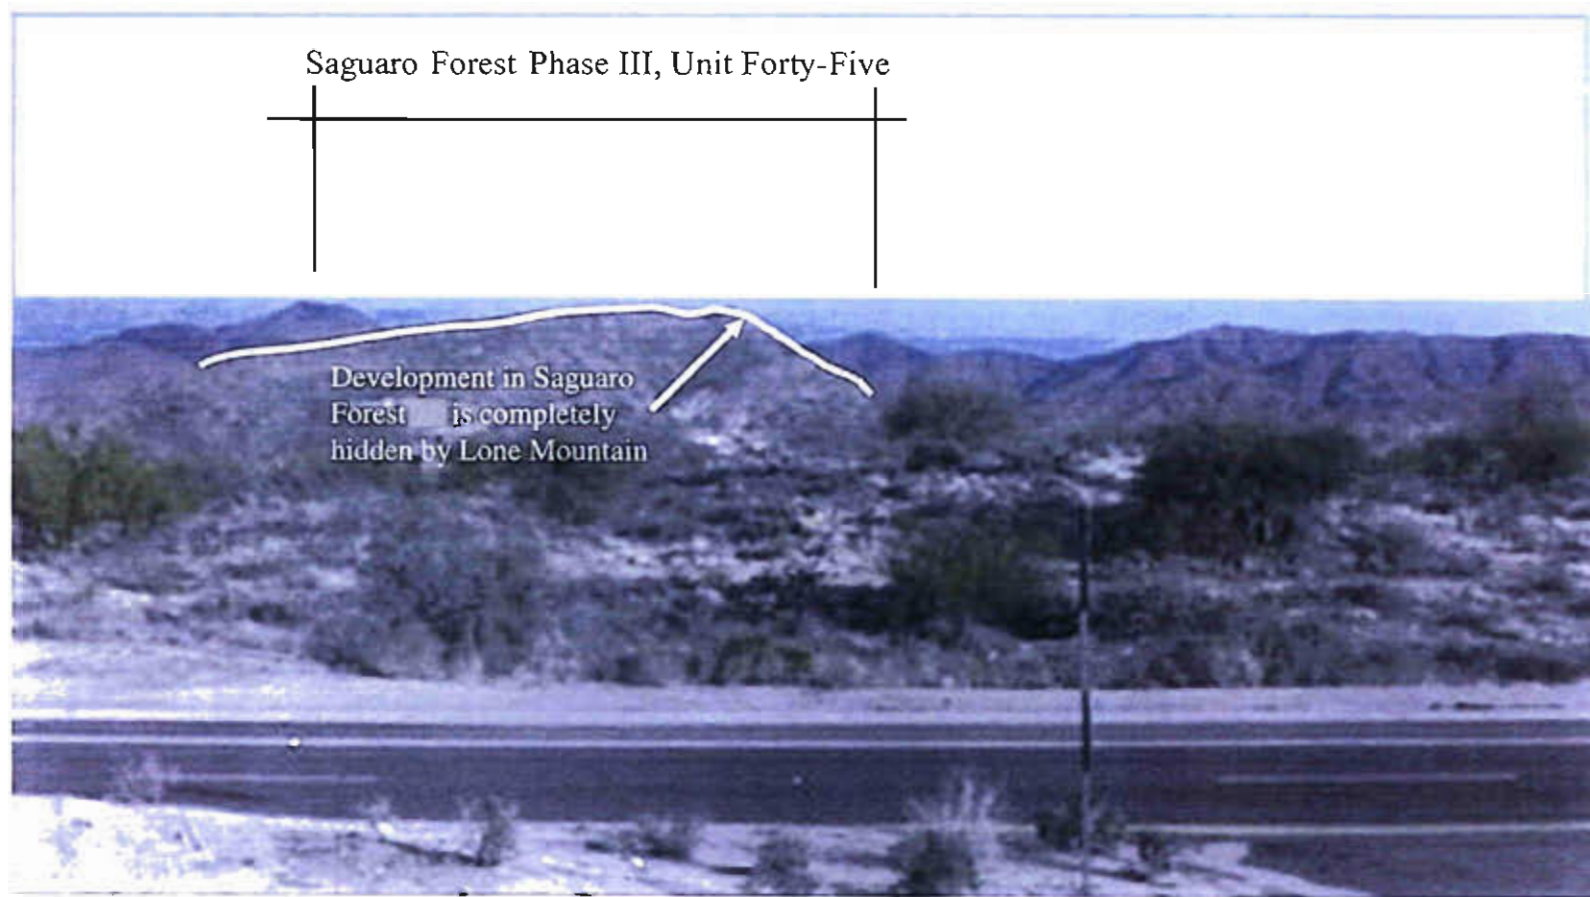 Saguaro Forest Phase III, Unit Forty-Five
Development in Saguaro
Forest is completely
hidden by Lone Mountain